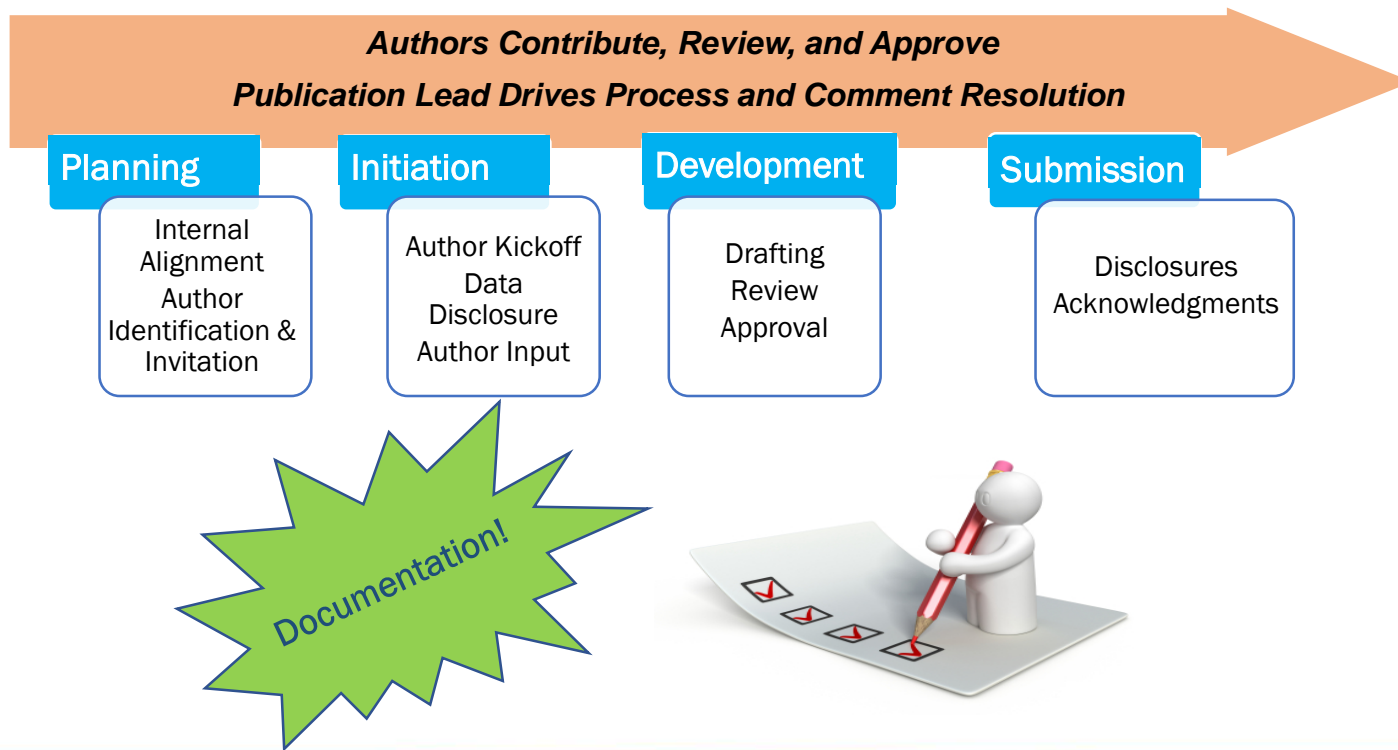 Authors Contribute, Review, and Approve
Publication Lead Drives Process and Comment Resolution
Planning
Internal
Alignment
Author
Identification &
Invitation
Initiation
Author Kickoff
Data
Disclosure
Author Input
Development
Drafting
Review
Approval
Submission
Disclosures
Acknowledgments
Documentation!